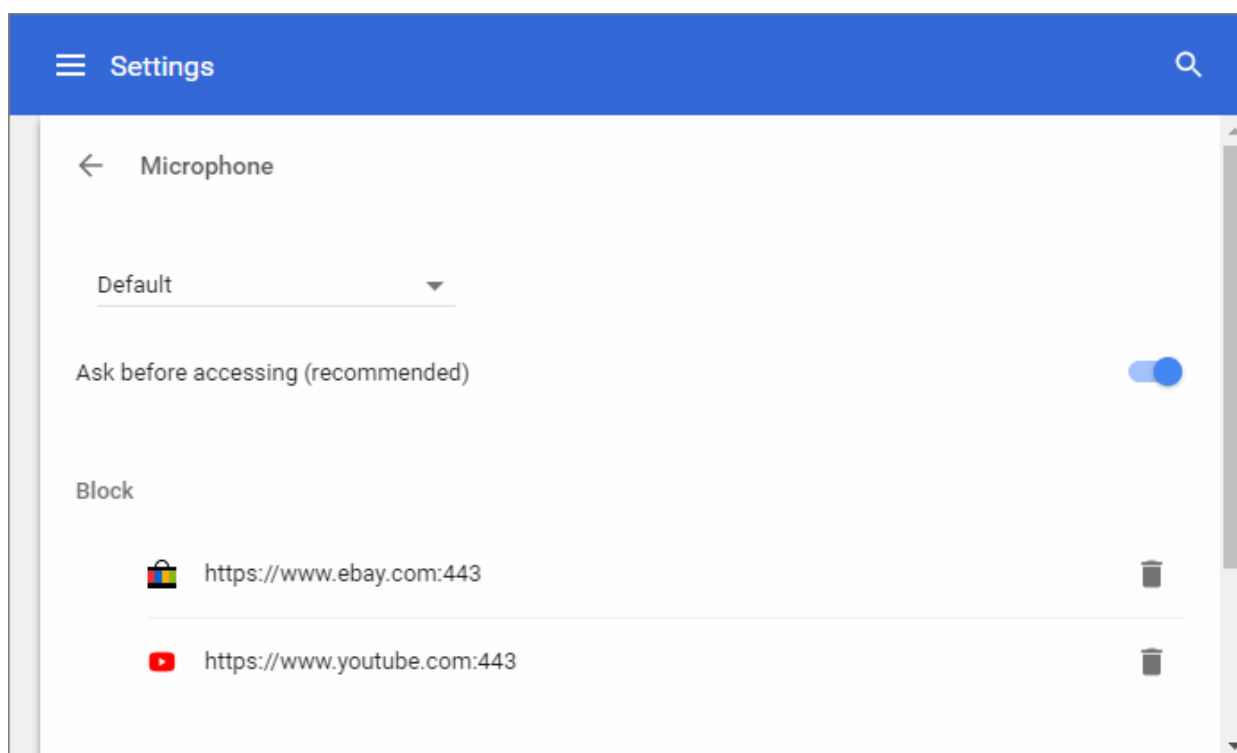 Settings
Microphone
Default
Ask before accessing (recommended)
Block
https://www.ebay.com:443
https://www.youtube.com:443